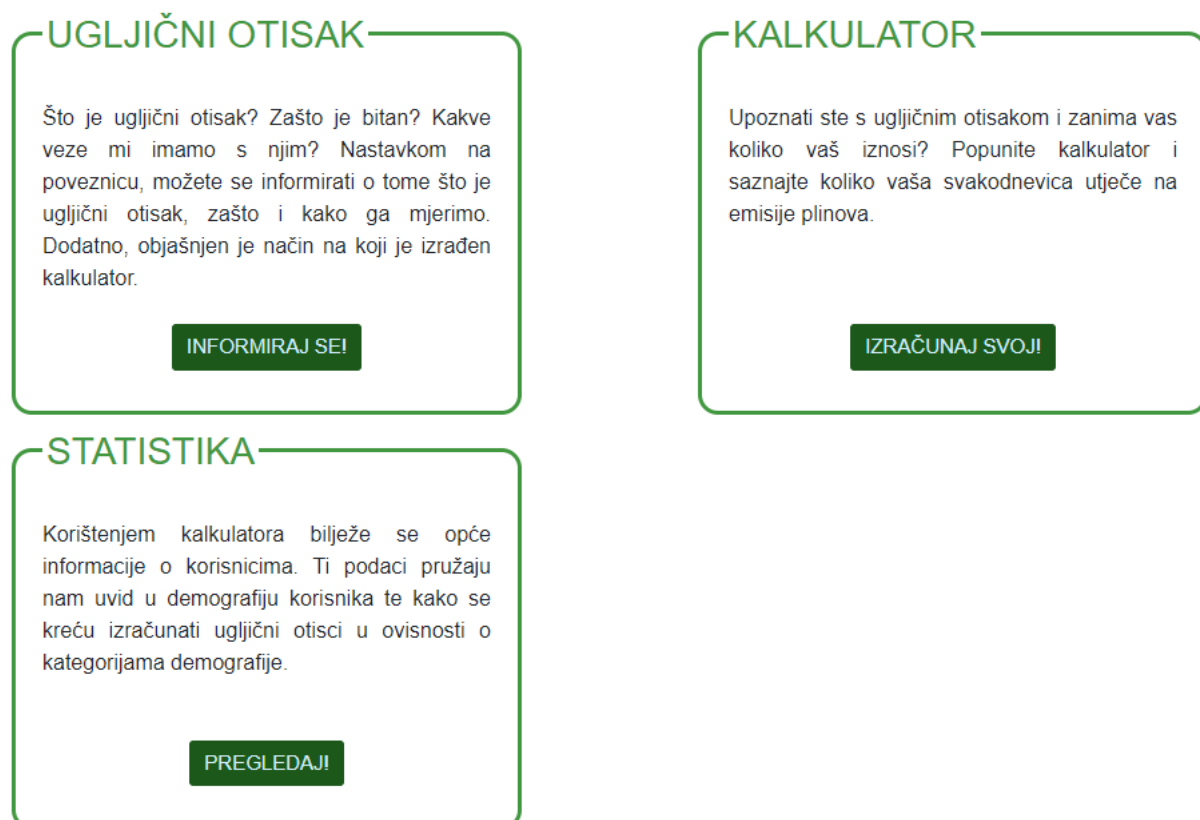 UGLJIČNI OTISAK
Što je ugljični otisak? Zašto je bitan? Kakve
veze mi imamo s njim? Nastavkom na
poveznicu, možete se informirati o tome što je
ugljični otisak, zašto i kako ga mjerimo.
Dodatno, objašnjen je način na koji je izrađen
kalkulator.
INFORMIRAJ SE!
KALKULATOR
Upoznati ste s ugljičnim otisakom i zanima vas
koliko vaš iznosi? Popunite kalkulator i
saznajte koliko vaša svakodnevica utječe na
emisije plinova.
IZRAČUNAJ SVOJ!
STATISTIKA
Korištenjem kalkulatora bilježe se opće
informacije o korisnicima. Ti podaci pružaju
nam uvid u demografiju korisnika te kako se
kreću izračunati ugljični otisci u ovisnosti o
kategorijama demografije.
PREGLEDAJ!